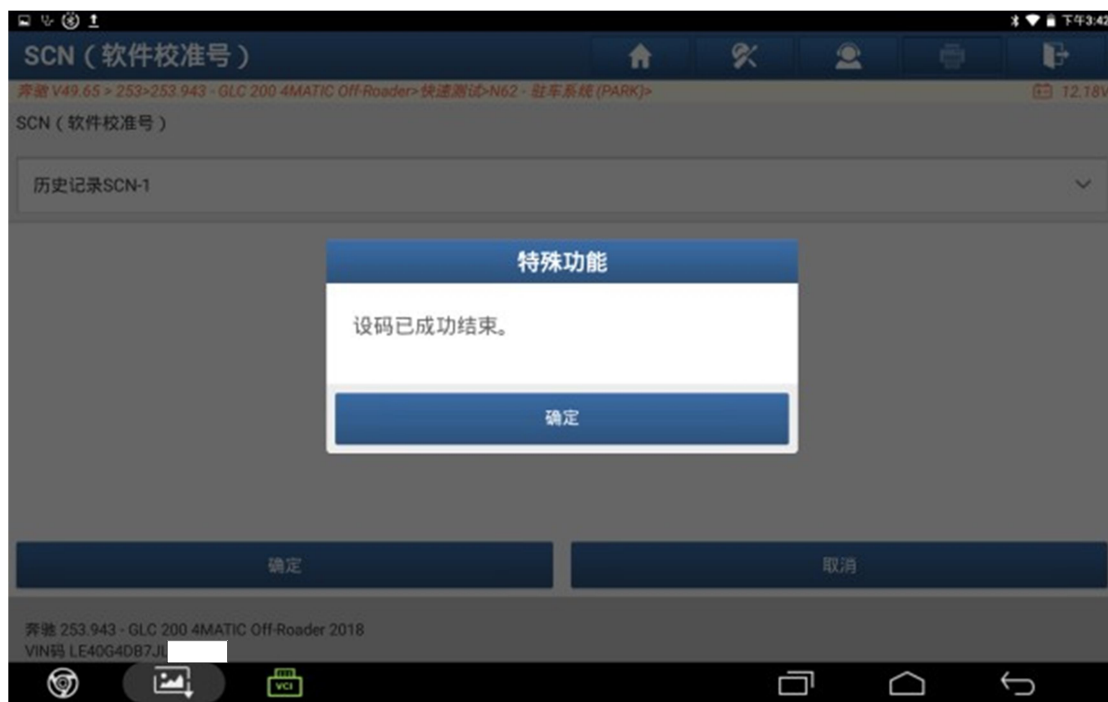 下午3:42
SCN（软件校准号）
奔驰 V49.65 > 253>253.943 - GLC 200 4MATIC Off-Roader>快速测试>N62 - 驻车系统 (PARK)>
12.18V
SCN（软件校准号）
历史记录SCN-1
特殊功能
设码已成功结束。
确定
确定
取消
奔驰 253.943 - GLC 200 4MATIC Off-Roader 2018
VIN码 LE40G4DB7JL
VCI